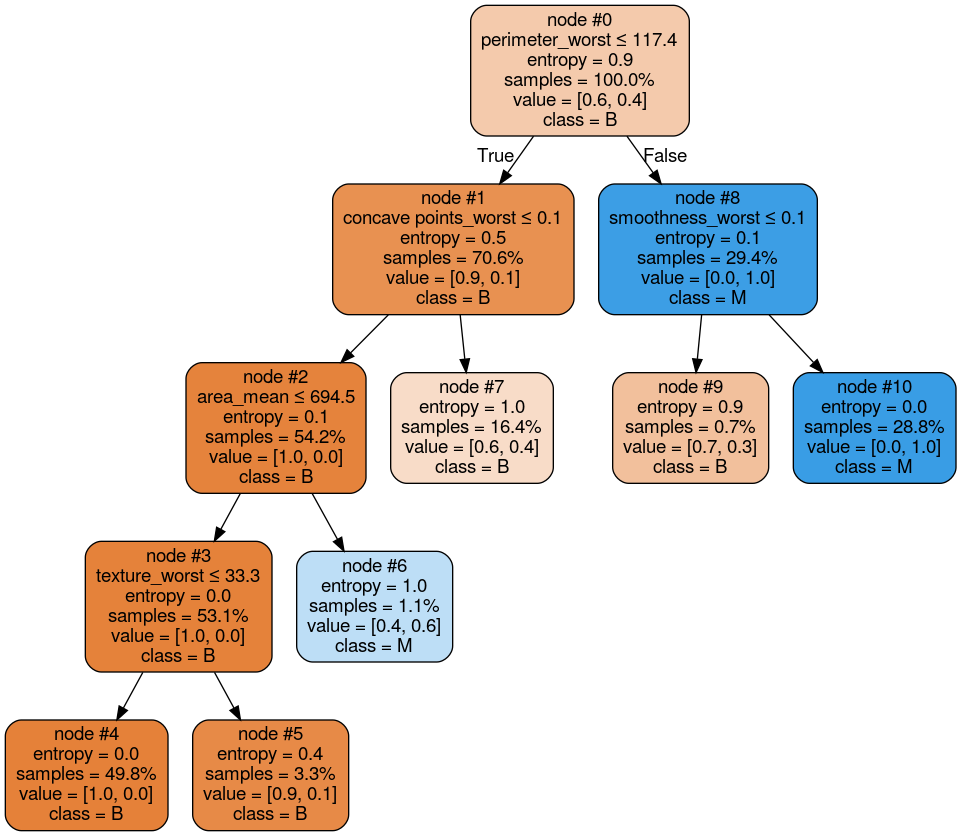 node #0
perimeter_worst ≤ 117.4
entropy = 0.9
samples = 100.0%
value = [0.6, 0.4]
class = B
True
False
node #1
concave points_worst ≤ 0.1
entropy = 0.5
samples = 70.6%
value = [0.9, 0.1]
class = B
node #8
smoothness_worst ≤ 0.1
entropy = 0.1
samples = 29.4%
value = [0.0, 1.0]
class = M
node #2
area_mean ≤ 694.5
entropy = 0.1
samples = 54.2%
value = [1.0, 0.0]
class = B
node #7
entropy = 1.0
samples = 16.4%
value = [0.6, 0.4]
class = B
node #9
entropy = 0.9
samples = 0.7%
value = [0.7, 0.3]
class = B
node #10
entropy = 0.0
samples = 28.8%
value = [0.0, 1.0]
class = M
node #3
texture_worst ≤ 33.3
entropy = 0.0
samples = 53.1%
value = [1.0, 0.0]
class = B
node #6
entropy = 1.0
samples = 1.1%
value = [0.4, 0.6]
class = M
node #4
entropy = 0.0
samples = 49.8%
value = [1.0, 0.0]
class = B
node #5
entropy = 0.4
samples = 3.3%
value = [0.9, 0.1]
class = B